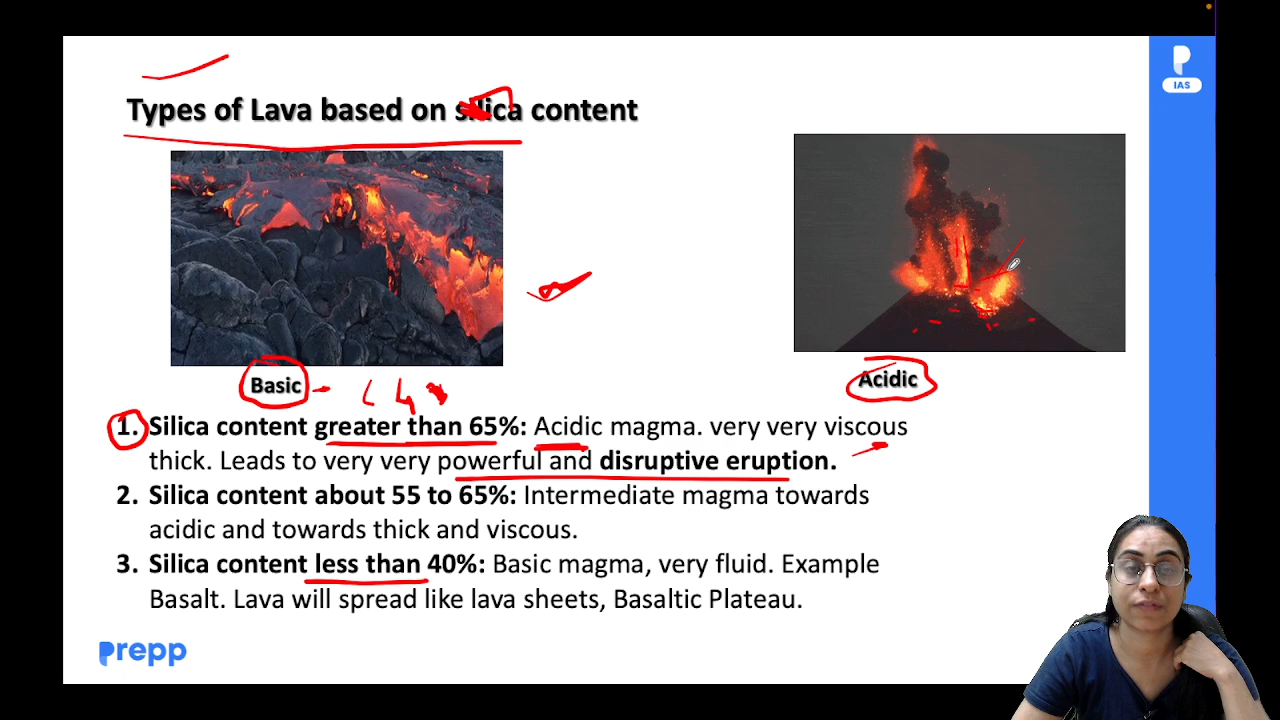 IAS
Types of Lava based on silica content
Basic
Acidic
1. Silica content greater than 65%: Acidic magma. very very viscous
thick. Leads to very very powerful and disruptive eruption.
2. Silica content about 55 to 65%: Intermediate magma towards
acidic and towards thick and viscous.
3. Silica content less than 40%: Basic magma, very fluid. Example
Basalt. Lava will spread like lava sheets, Basaltic Plateau.
prepp